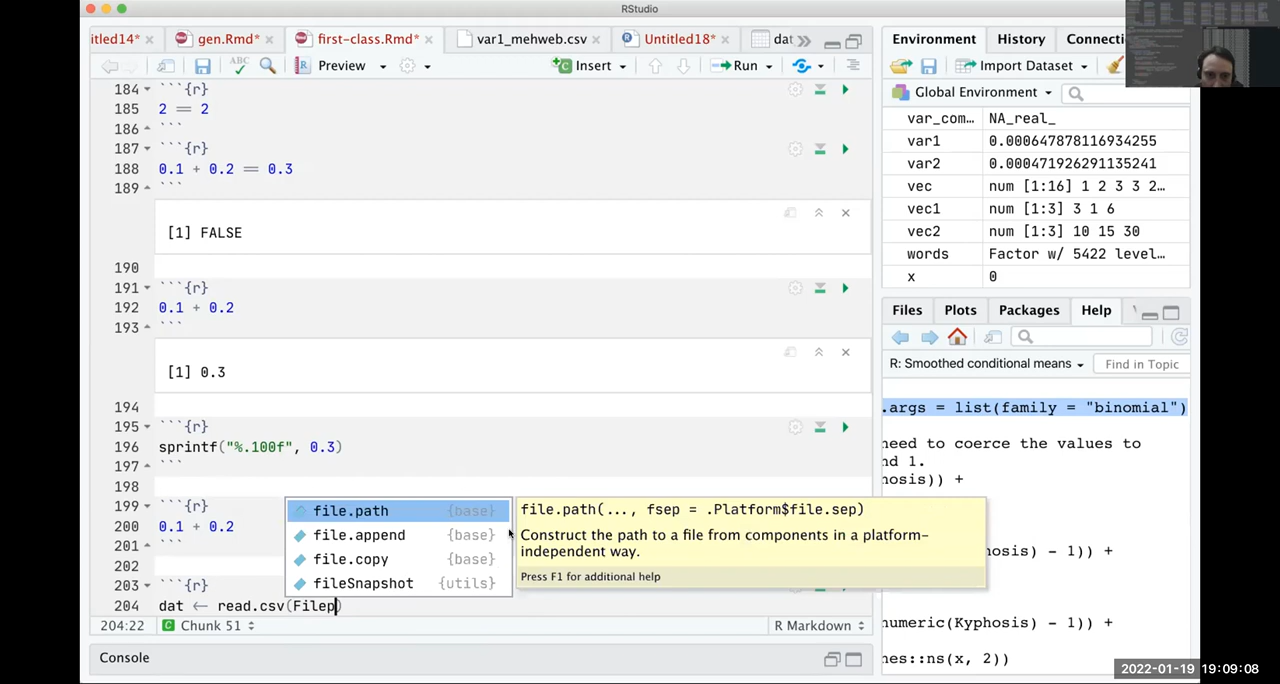 RStudio
itled14* gen.Rmd* first-class.Rmd* var1_mehweb.csv Untitled18* dat
ABC Preview Insert Run
184 ```{r}
185 2 == 2
186 ```
187 ```{r}
188 0.1 + 0.2 == 0.3
189 ```
[1] FALSE
190
191 ```{r}
192 0.1 + 0.2
193 ```
[1] 0.3
194
195 ```{r}
196 sprintf("%.100f", 0.3)
197 ```
198
199 ```{r}
200 0.1 + 0.2
201 ```
202
203 ```{r}
204 dat <- read.csv(Filep)
file.path {base}
file.append {base}
file.copy {base}
fileSnapshot {utils}
file.path(..., fsep = .Platform$file.sep)
Construct the path to a file from components in a platform-
independent way.
Press F1 for additional help
204:22 Chunk 51 R Markdown
Console
Environment History Connecti
Import Dataset
Global Environment
var_com… NA_real_
var1 0.000647878116934255
var2 0.000471926291135241
vec num [1:16] 1 2 3 3 2…
vec1 num [1:3] 3 1 6
vec2 num [1:3] 10 15 30
words Factor w/ 5422 level…
x 0
Files Plots Packages Help
R: Smoothed conditional means Find in Topic
.args = list(family = "binomial")
need to coerce the values to
nd 1.
hosis)) +
hosis) - 1)) +
numeric(Kyphosis) - 1)) +
nes::ns(x, 2))
2022-01-19 19:09:08